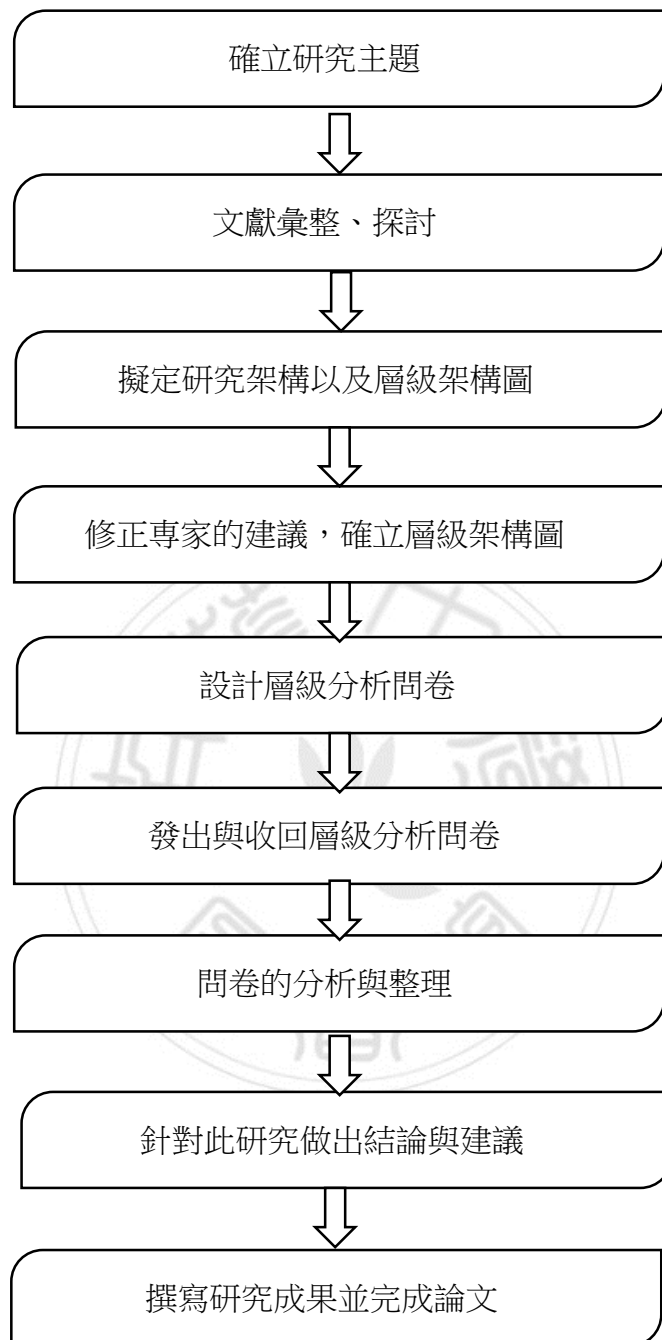 確立研究主題
文獻彙整、探討
擬定研究架構以及層級架構圖
修正專家的建議，確立層級架構圖
設計層級分析問卷
發出與收回層級分析問卷
問卷的分析與整理
針對此研究做出結論與建議
撰寫研究成果並完成論文